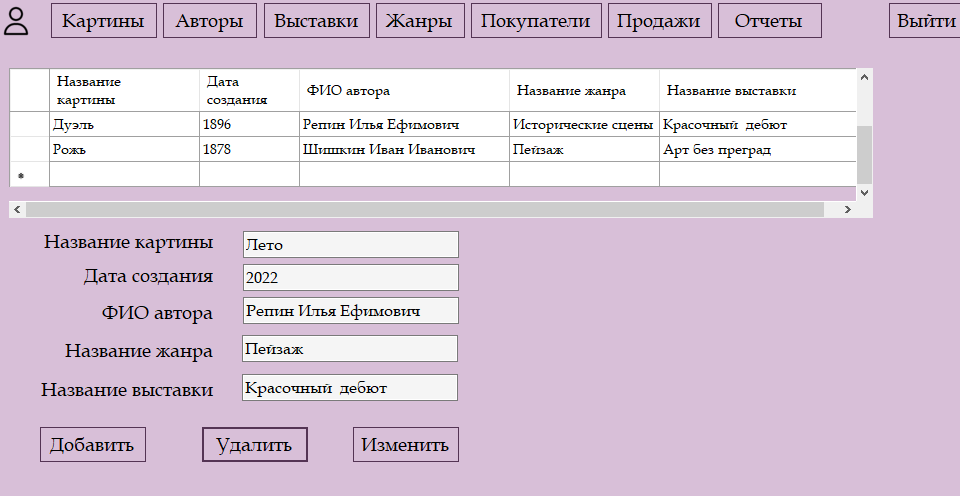 Картины Авторы Выставки Жанры Покупатели Продажи Отчеты Выйти
Название картины Дата создания ФИО автора Название жанра Название выставки
Дуэль 1896 Репин Илья Ефимович Исторические сцены Красочный дебют
Рожь 1878 Шишкин Иван Иванович Пейзаж Арт без преград
*
Название картины Лето
Дата создания 2022
ФИО автора Репин Илья Ефимович
Название жанра Пейзаж
Название выставки Красочный дебют
Добавить Удалить Изменить